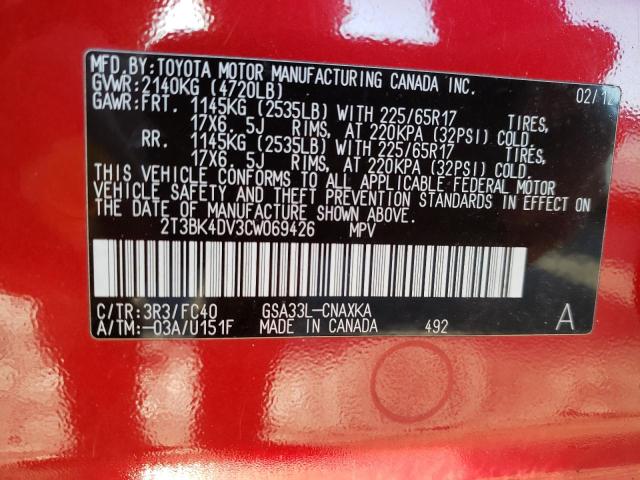 MFD.BY:TOYOTA MOTOR MANUFACTURING CANADA INC.
GVWR:2140KG (4720LB) 02/12
GAWR:FRT. 1145KG (2535LB) WITH 225/65R17 TIRES,
17X6. 5J RIMS, AT 220KPA (32PSI) COLD.
RR. 1145KG (2535LB) WITH 225/65R17 TIRES,
17X6. 5J RIMS, AT 220KPA (32PSI) COLD.
THIS VEHICLE CONFORMS TO ALL APPLICABLE FEDERAL MOTOR
VEHICLE SAFETY AND THEFT PREVENTION STANDARDS IN EFFECT ON
THE DATE OF MANUFACTURE SHOWN ABOVE.
2T3BK4DV3CW069426 MPV
C/TR:3R3/FC40 GSA33L-CNAXKA
A/TM:-03A/U151F MADE IN CANADA 492 A